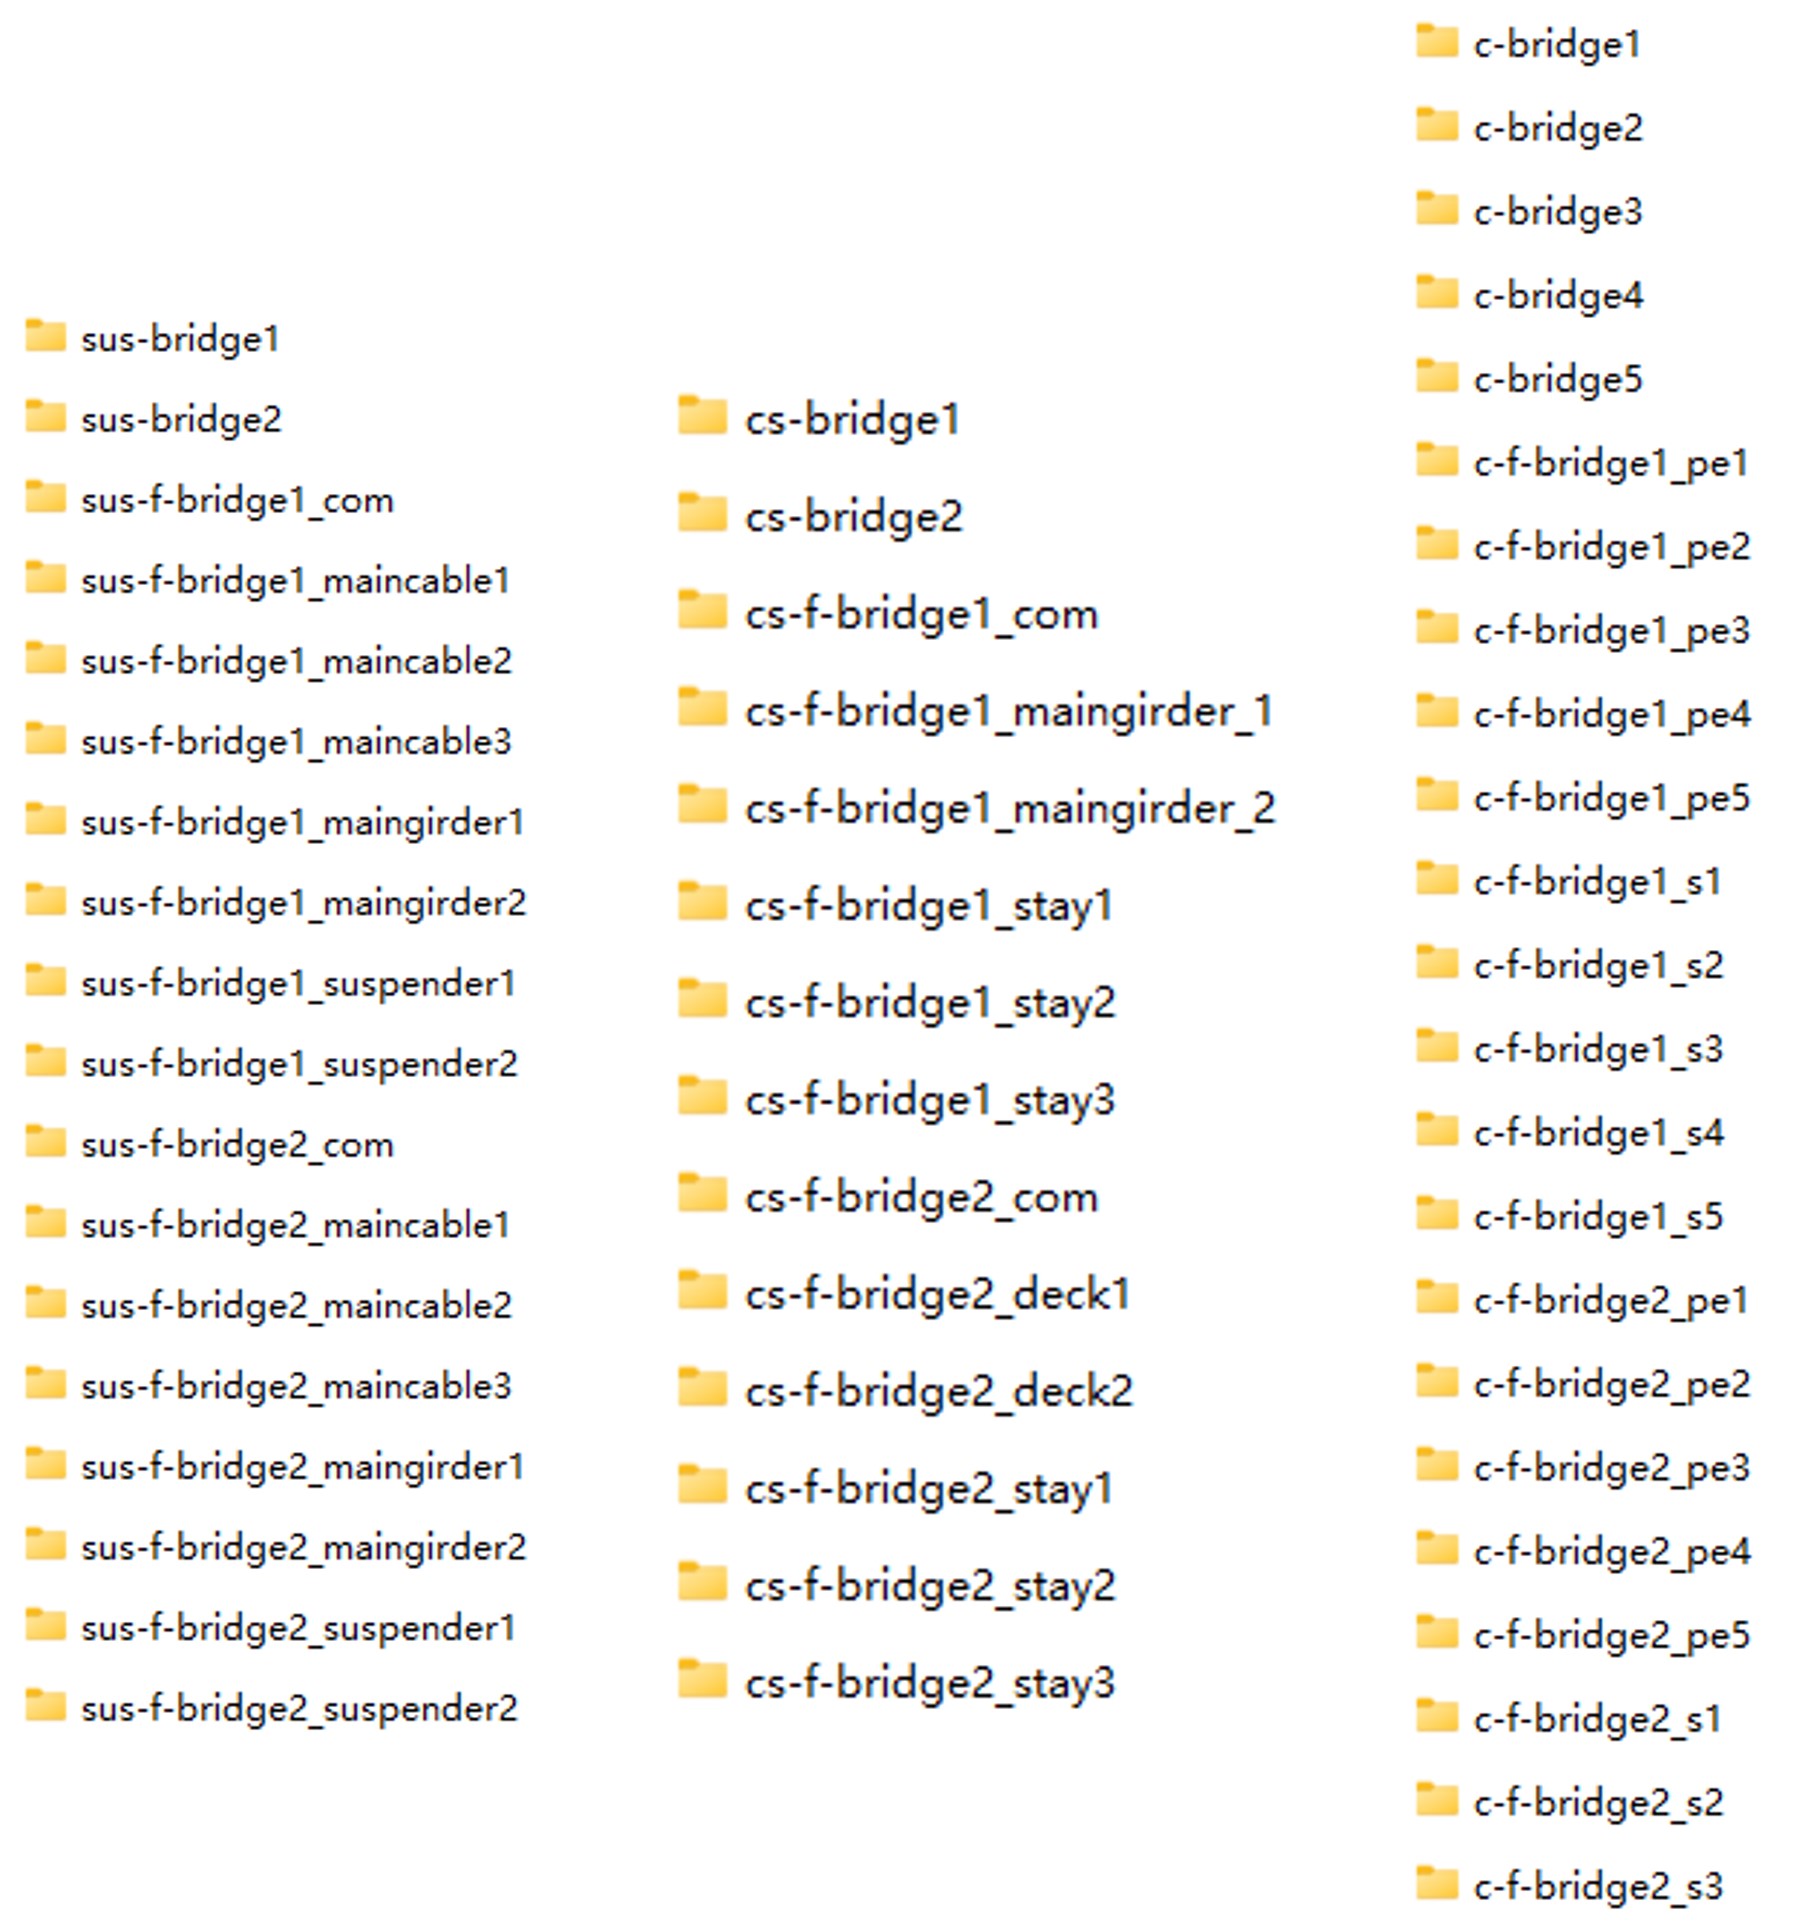 sus-bridge1
sus-bridge2
sus-f-bridge1_com
sus-f-bridge1_maincable1
sus-f-bridge1_maincable2
sus-f-bridge1_maincable3
sus-f-bridge1_maingirder1
sus-f-bridge1_maingirder2
sus-f-bridge1_suspender1
sus-f-bridge1_suspender2
sus-f-bridge2_com
sus-f-bridge2_maincable1
sus-f-bridge2_maincable2
sus-f-bridge2_maincable3
sus-f-bridge2_maingirder1
sus-f-bridge2_maingirder2
sus-f-bridge2_suspender1
sus-f-bridge2_suspender2
cs-bridge1
cs-bridge2
cs-f-bridge1_com
cs-f-bridge1_maingirder_1
cs-f-bridge1_maingirder_2
cs-f-bridge1_stay1
cs-f-bridge1_stay2
cs-f-bridge1_stay3
cs-f-bridge2_com
cs-f-bridge2_deck1
cs-f-bridge2_deck2
cs-f-bridge2_stay1
cs-f-bridge2_stay2
cs-f-bridge2_stay3
c-bridge1
c-bridge2
c-bridge3
c-bridge4
c-bridge5
c-f-bridge1_pe1
c-f-bridge1_pe2
c-f-bridge1_pe3
c-f-bridge1_pe4
c-f-bridge1_pe5
c-f-bridge1_s1
c-f-bridge1_s2
c-f-bridge1_s3
c-f-bridge1_s4
c-f-bridge1_s5
c-f-bridge2_pe1
c-f-bridge2_pe2
c-f-bridge2_pe3
c-f-bridge2_pe4
c-f-bridge2_pe5
c-f-bridge2_s1
c-f-bridge2_s2
c-f-bridge2_s3